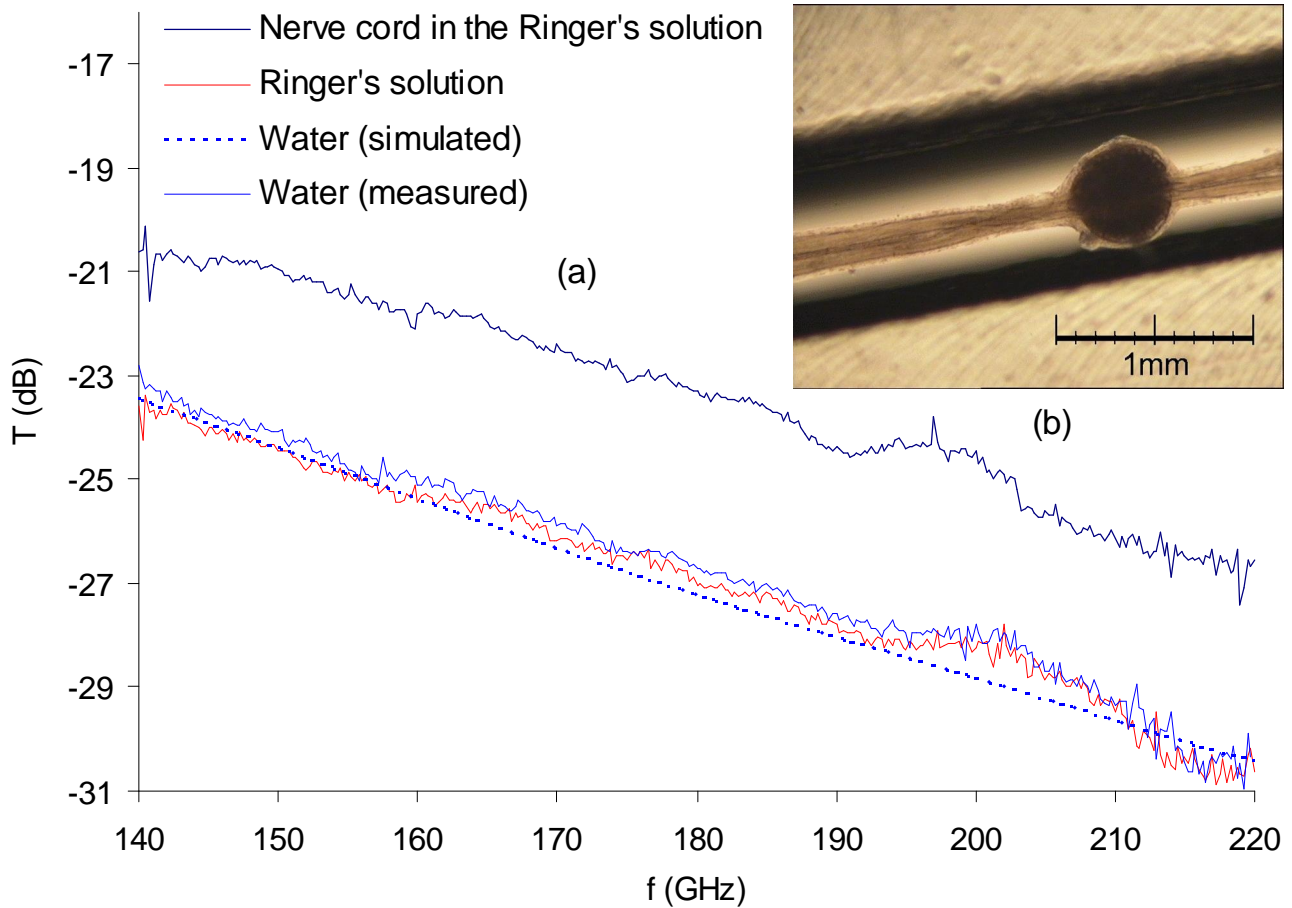 Nerve cord in the Ringer's solution
Ringer's solution
Water (simulated)
Water (measured)
(a)
1mm
(b)
T (dB)
-17
-19
-21
-23
-25
-27
-29
-31
140 150 160 170 180 190 200 210 220
f (GHz)